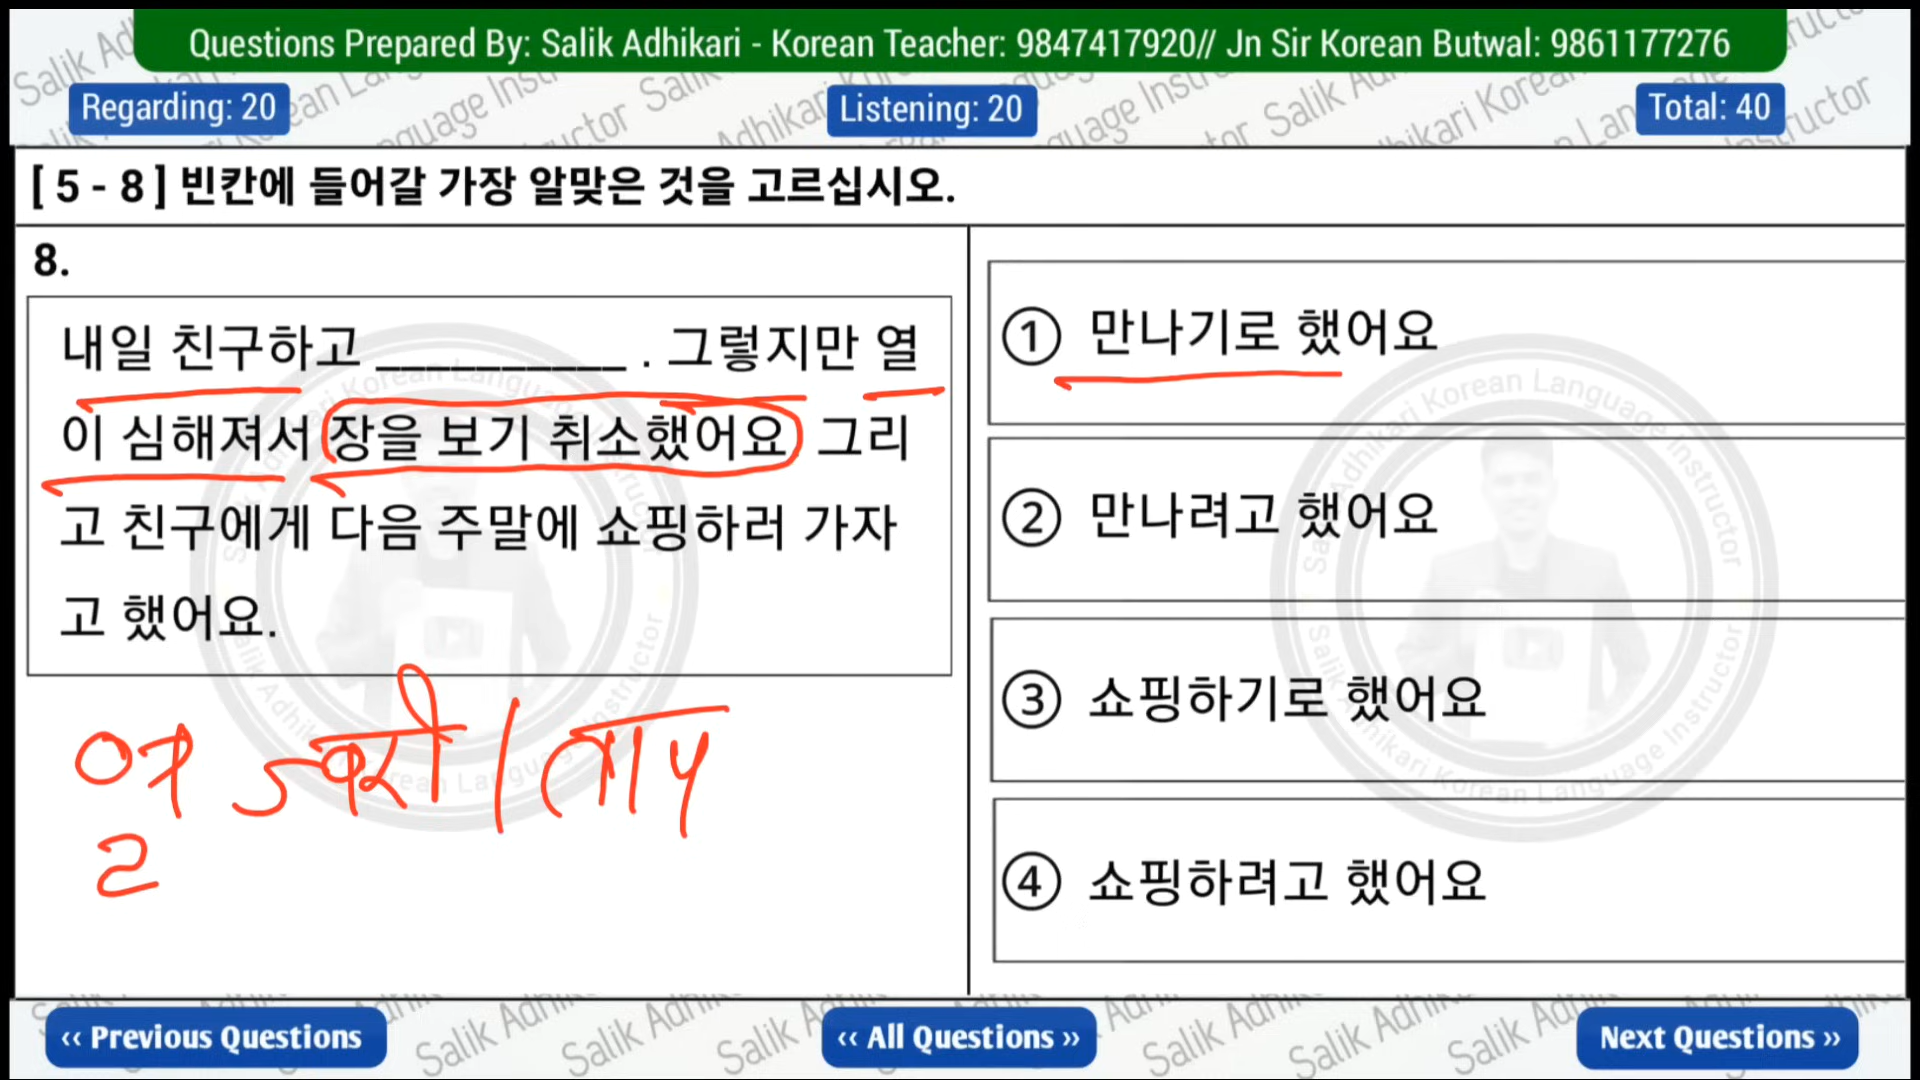 Questions Prepared By: Salik Adhikari - Korean Teacher: 9847417920// Jn Sir Korean Butwal: 9861177276
Regarding: 20
Listening: 20
Total: 40
[ 5 - 8 ] 빈칸에 들어갈 가장 알맞은 것을 고르십시오.
8.
내일 친구하고 ___________ . 그렇지만 열
이 심해져서 장을 보기 취소했어요 그리
고 친구에게 다음 주말에 쇼핑하러 가자
고 했어요.
① 만나기로 했어요
② 만나려고 했어요
③ 쇼핑하기로 했어요
④ 쇼핑하려고 했어요
‹‹ Previous Questions
‹‹ All Questions ››
Next Questions ››